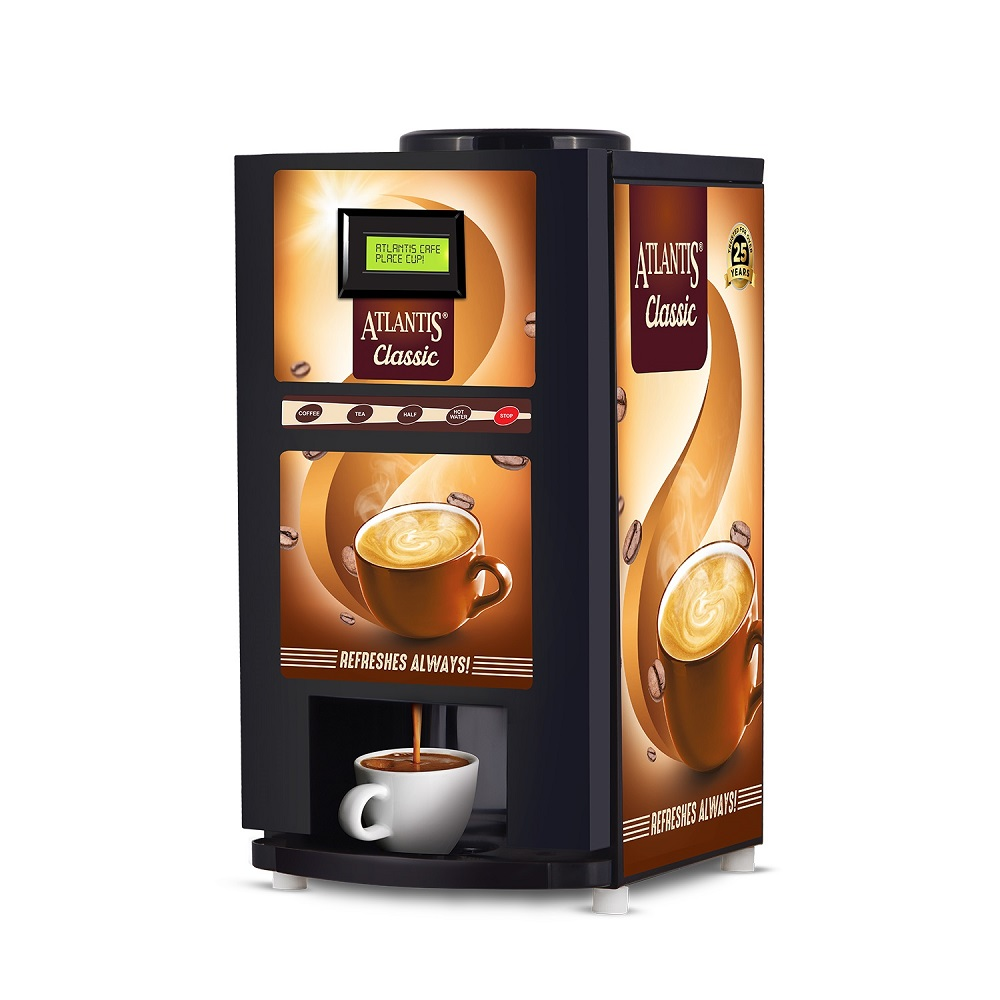 ATLANTIS CAFE
PLACE CUP!
ATLANTIS®
Classic
COFFEE
TEA
HALF
HOT
WATER
STOP
REFRESHES ALWAYS!
ATLANTIS®
Classic
25
YEARS
REFRESHES ALWAYS!